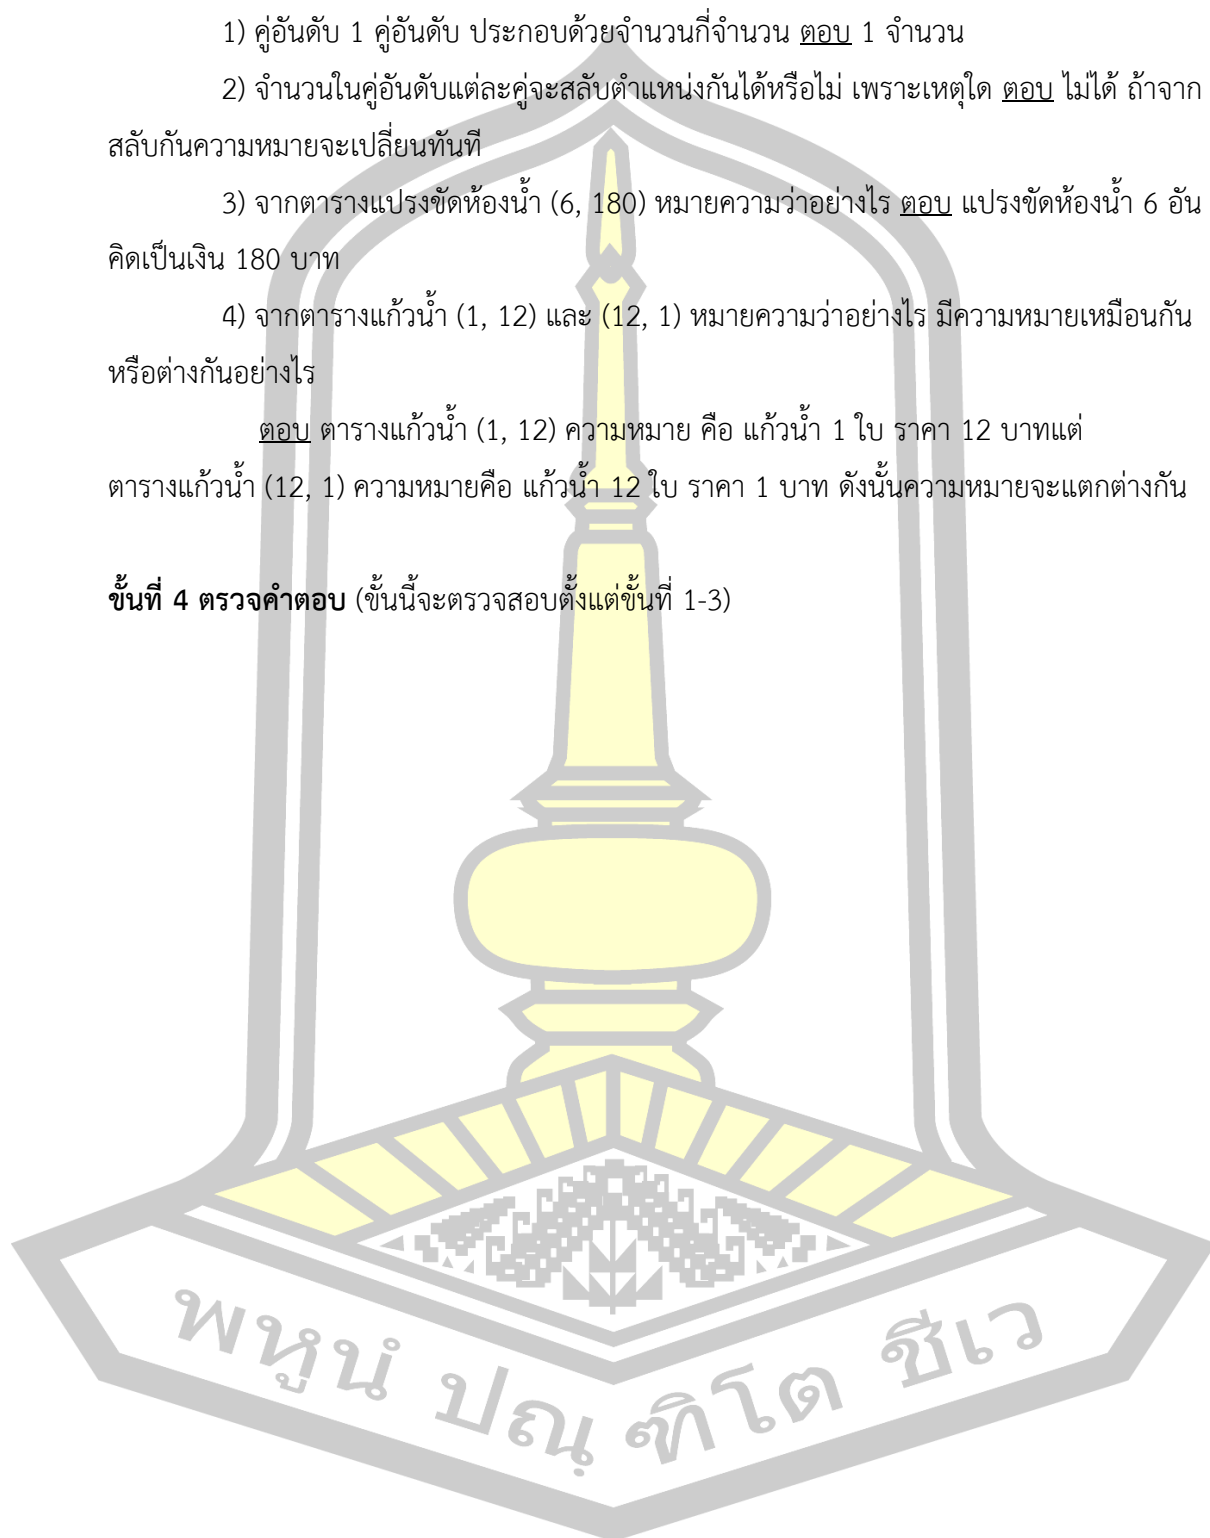 1) คู่อันดับ 1 คู่อันดับ ประกอบด้วยจำนวนกี่จำนวน ตอบ 1 จำนวน
2) จำนวนในคู่อันดับแต่ละคู่จะสลับตำแหน่งกันได้หรือไม่ เพราะเหตุใด ตอบ ไม่ได้ ถ้าจาก
สลับกันความหมายจะเปลี่ยนทันที
3) จากตารางแปรงขัดห้องน้ำ (6, 180) หมายความว่าอย่างไร ตอบ แปรงขัดห้องน้ำ 6 อัน
คิดเป็นเงิน 180 บาท
4) จากตารางแก้วน้ำ (1, 12) และ (12, 1) หมายความว่าอย่างไร มีความหมายเหมือนกัน
หรือต่างกันอย่างไร
ตอบ ตารางแก้วน้ำ (1, 12) ความหมาย คือ แก้วน้ำ 1 ใบ ราคา 12 บาทแต่
ตารางแก้วน้ำ (12, 1) ความหมายคือ แก้วน้ำ 12 ใบ ราคา 1 บาท ดังนั้นความหมายจะแตกต่างกัน
ขั้นที่ 4 ตรวจคำตอบ (ขั้นนี้จะตรวจสอบตั้งแต่ขั้นที่ 1-3)
พหูนํ ปณฺ ฑิโต ชีเว